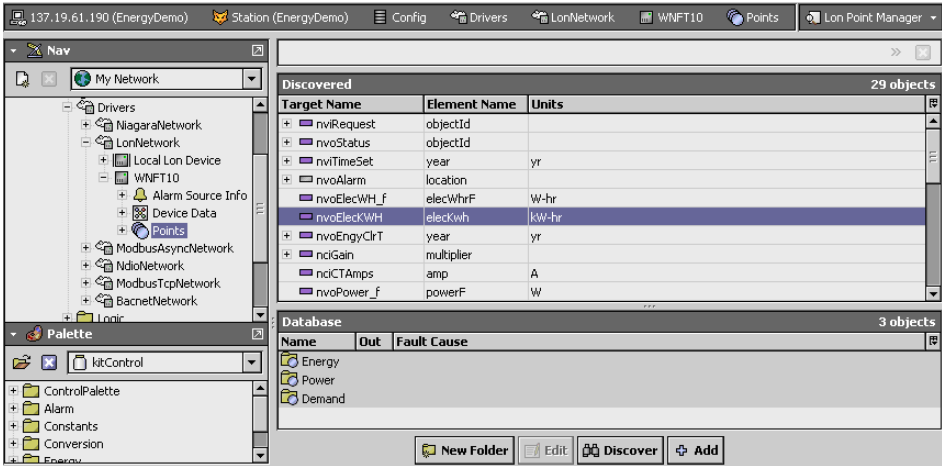 137.19.61.190 (EnergyDemo) Station (EnergyDemo) Config Drivers LonNetwork WNFT10 Points Lon Point Manager
Nav
My Network
Drivers
NiagaraNetwork
LonNetwork
Local Lon Device
WNFT10
Alarm Source Info
Device Data
Points
ModbusAsyncNetwork
NdioNetwork
ModbusTcpNetwork
BacnetNetwork
Logic
Palette
kitControl
ControlPalette
Alarm
Constants
Conversion
Energy
Discovered 29 objects
Target Name Element Name Units
nviRequest objectId
nvoStatus objectId
nviTimeSet year yr
nvoAlarm location
nvoElecWH_f elecWhrF W-hr
nvoElecKWH elecKwh kW-hr
nvoEngyClrT year yr
nciGain multiplier
nciCTAmps amp A
nvoPower_f powerF W
Database 3 objects
Name Out Fault Cause
Energy
Power
Demand
New Folder Edit Discover Add